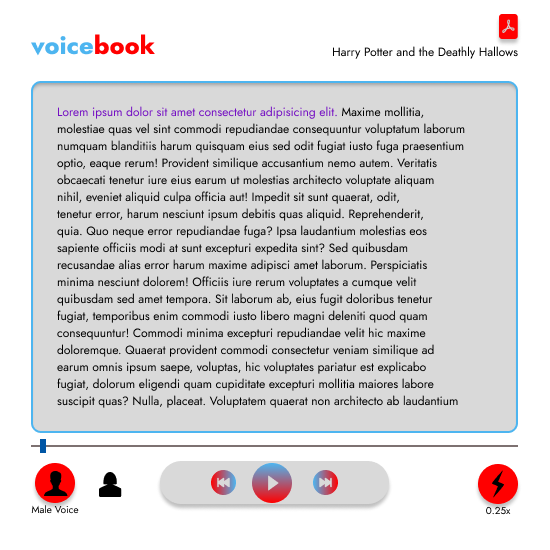 voicebook
Harry Potter and the Deathly Hallows
Lorem ipsum dolor sit amet consectetur adipisicing elit. Maxime mollitia,
molestiae quas vel sint commodi repudiandae consequuntur voluptatum laborum
numquam blanditiis harum quisquam eius sed odit fugiat iusto fuga praesentium
optio, eaque rerum! Provident similique accusantium nemo autem. Veritatis
obcaecati tenetur iure eius earum ut molestias architecto voluptate aliquam
nihil, eveniet aliquid culpa officia aut! Impedit sit sunt quaerat, odit,
tenetur error, harum nesciunt ipsum debitis quas aliquid. Reprehenderit,
quia. Quo neque error repudiandae fuga? Ipsa laudantium molestias eos
sapiente officiis modi at sunt excepturi expedita sint? Sed quibusdam
recusandae alias error harum maxime adipisci amet laborum. Perspiciatis
minima nesciunt dolorem! Officiis iure rerum voluptates a cumque velit
quibusdam sed amet tempora. Sit laborum ab, eius fugit doloribus tenetur
fugiat, temporibus enim commodi iusto libero magni deleniti quod quam
consequuntur! Commodi minima excepturi repudiandae velit hic maxime
doloremque. Quaerat provident commodi consectetur veniam similique ad
earum omnis ipsum saepe, voluptas, hic voluptates pariatur est explicabo
fugiat, dolorum eligendi quam cupiditate excepturi mollitia maiores labore
suscipit quas? Nulla, placeat. Voluptatem quaerat non architecto ab laudantium
Male Voice
0.25x